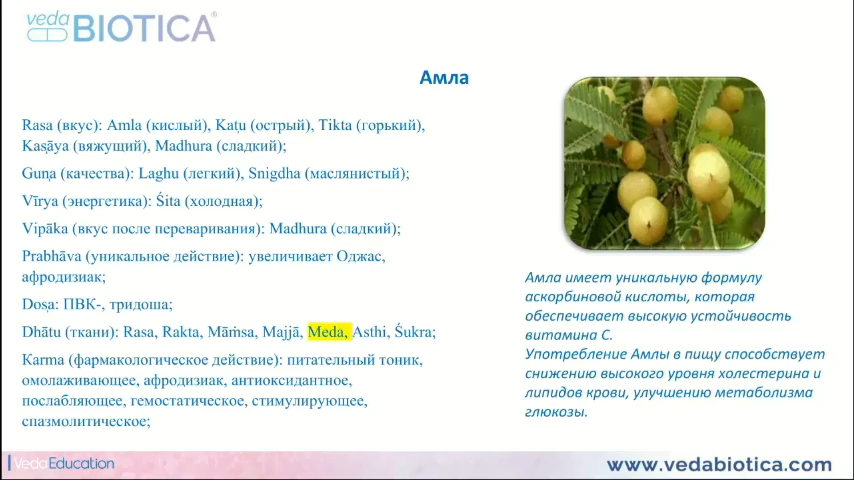 veda
BIOTICA®
Амла
Rasa (вкус): Amla (кислый), Kaṭu (острый), Tikta (горький),
Kaṣāya (вяжущий), Madhura (сладкий);
Guṇa (качества): Laghu (легкий), Snigdha (маслянистый);
Vīrya (энергетика): Śita (холодная);
Vipāka (вкус после переваривания): Madhura (сладкий);
Prabhāva (уникальное действие): увеличивает Оджас,
афродизиак;
Doṣa: ПВК-, тридоша;
Dhātu (ткани): Rasa, Rakta, Māṁsa, Majjā, Meda, Asthi, Śukra;
Karma (фармакологическое действие): питательный тоник,
омолаживающее, афродизиак, антиоксидантное,
послабляющее, гемостатическое, стимулирующее,
спазмолитическое;
Амла имеет уникальную формулу
аскорбиновой кислоты, которая
обеспечивает высокую устойчивость
витамина С.
Употребление Амлы в пищу способствует
снижению высокого уровня холестерина и
липидов крови, улучшению метаболизма
глюкозы.
VedaEducation
www.vedabiotica.com